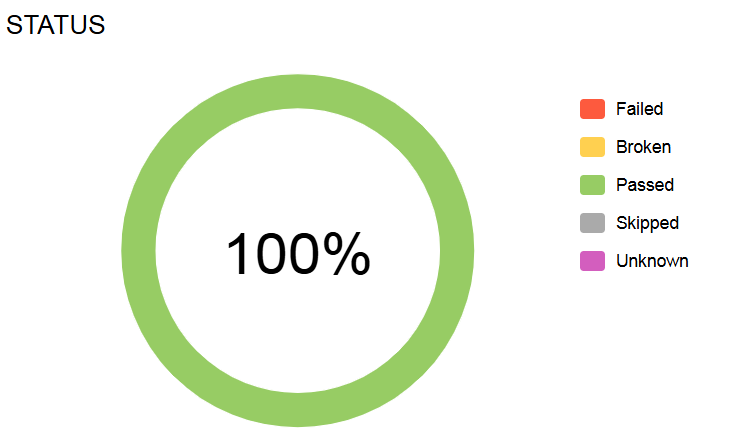 STATUS
100%
Failed
Broken
Passed
Skipped
Unknown